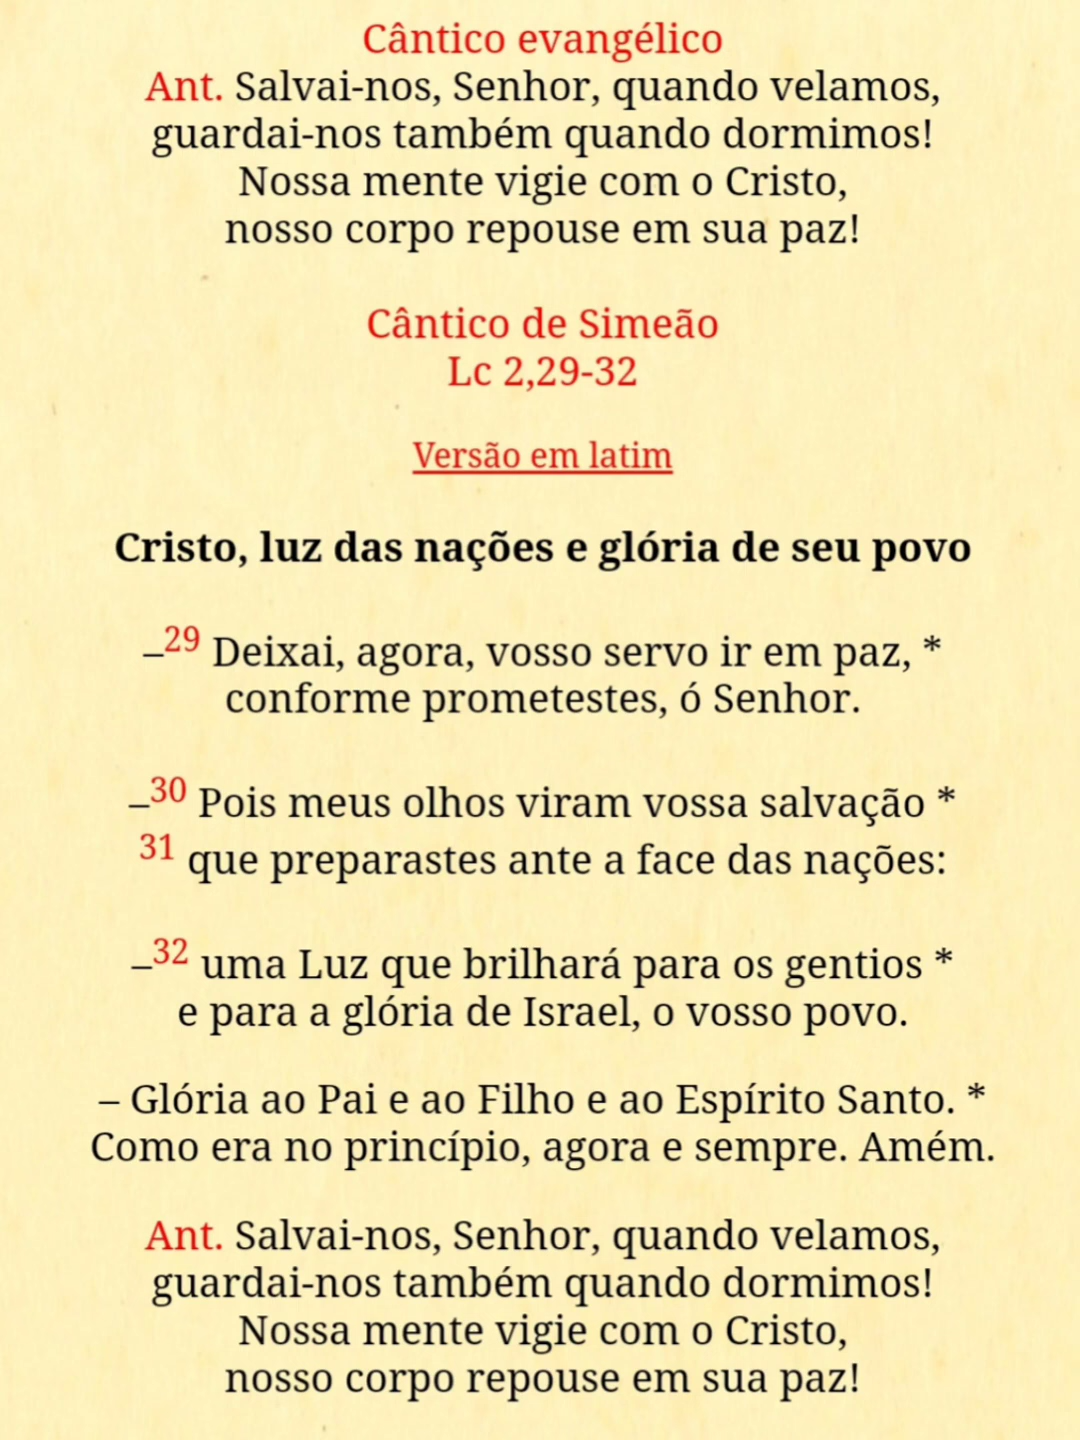 Cântico evangélico
Ant. Salvai-nos, Senhor, quando velamos,
guardai-nos também quando dormimos!
Nossa mente vigie com o Cristo,
nosso corpo repouse em sua paz!
Cântico de Simeão
Lc 2,29-32
Versão em latim
Cristo, luz das nações e glória de seu povo
–29 Deixai, agora, vosso servo ir em paz, *
conforme prometestes, ó Senhor.
–30 Pois meus olhos viram vossa salvação *
31 que preparastes ante a face das nações:
–32 uma Luz que brilhará para os gentios *
e para a glória de Israel, o vosso povo.
– Glória ao Pai e ao Filho e ao Espírito Santo. *
Como era no princípio, agora e sempre. Amém.
Ant. Salvai-nos, Senhor, quando velamos,
guardai-nos também quando dormimos!
Nossa mente vigie com o Cristo,
nosso corpo repouse em sua paz!